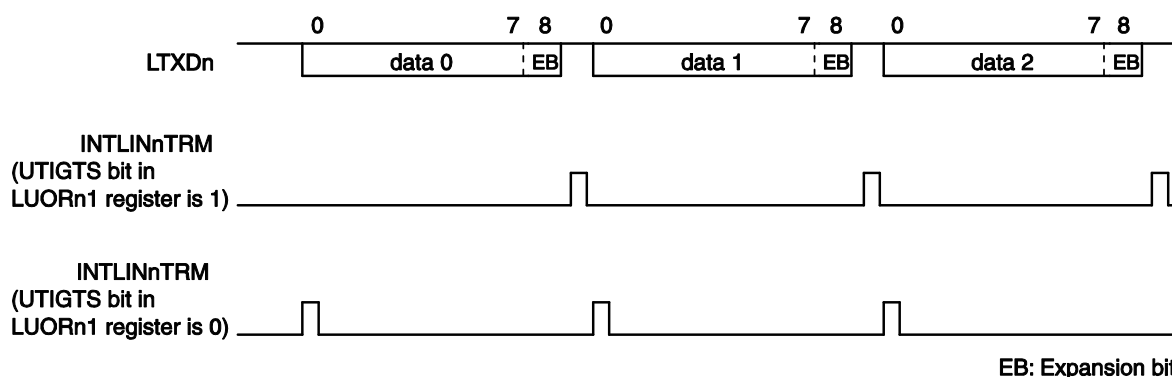 0 7 8 0 7 8 0 7 8
LTXDn data 0 EB data 1 EB data 2 EB
INTLINnTRM
(UTIGTS bit in
LUORn1 register is 1)
INTLINnTRM
(UTIGTS bit in
LUORn1 register is 0)
EB: Expansion bit